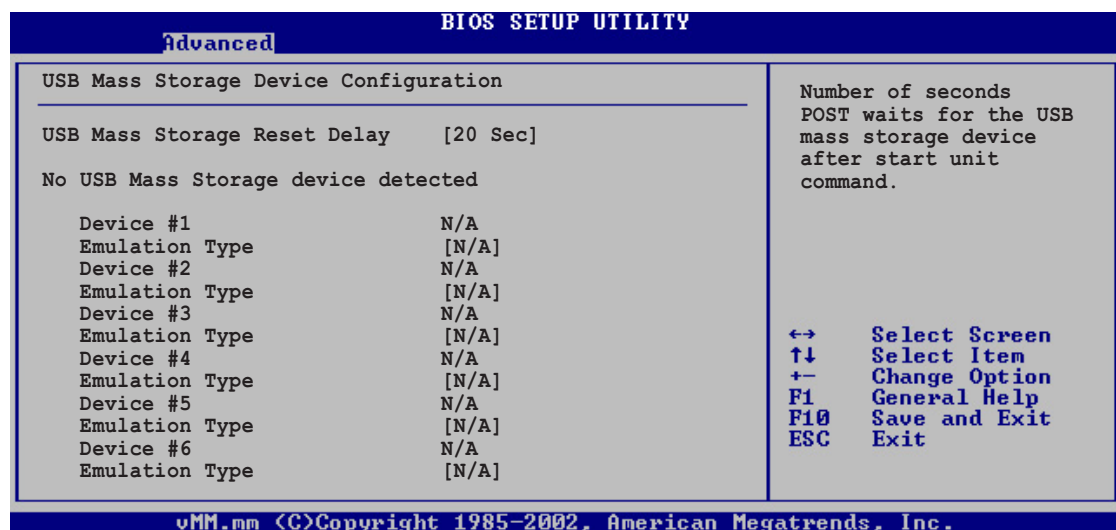 BIOS SETUP UTILITY
Advanced
USB Mass Storage Device Configuration
USB Mass Storage Reset Delay [20 Sec]
No USB Mass Storage device detected
Device #1 N/A
Emulation Type [N/A]
Device #2 N/A
Emulation Type [N/A]
Device #3 N/A
Emulation Type [N/A]
Device #4 N/A
Emulation Type [N/A]
Device #5 N/A
Emulation Type [N/A]
Device #6 N/A
Emulation Type [N/A]
Number of seconds
POST waits for the USB
mass storage device
after start unit
command.
←→ Select Screen
↑↓ Select Item
+- Change Option
F1 General Help
F10 Save and Exit
ESC Exit
vMM.mm (C)Copyright 1985-2002, American Megatrends, Inc.